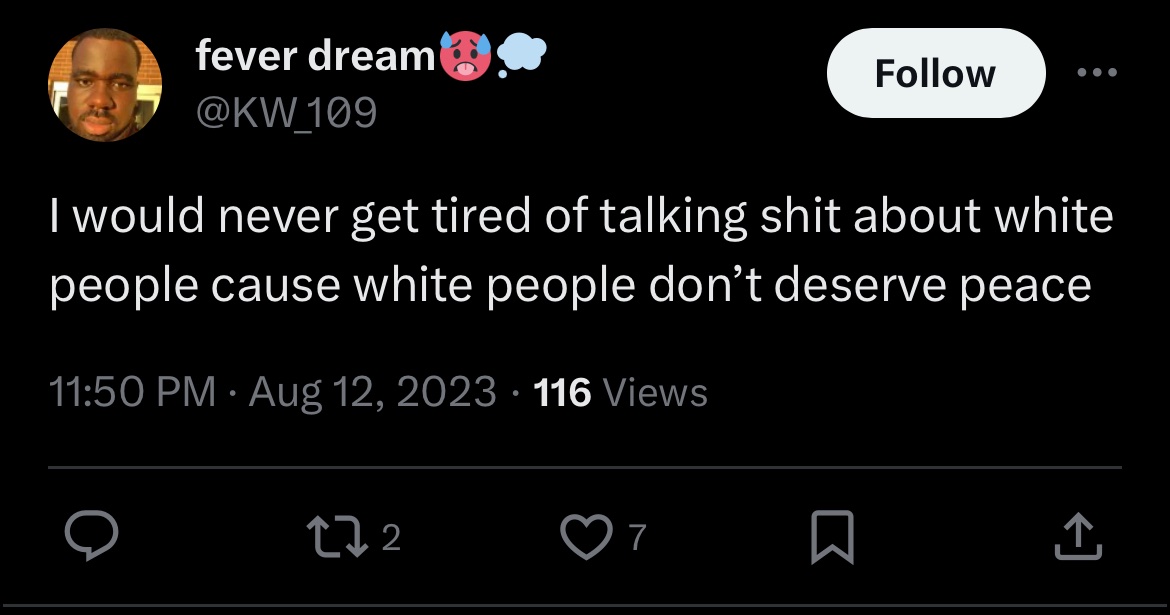 fever dream🥵💭
Follow
@KW_109
I would never get tired of talking shit about white
people cause white people don’t deserve peace
11:50 PM · Aug 12, 2023 · 116 Views
2
7